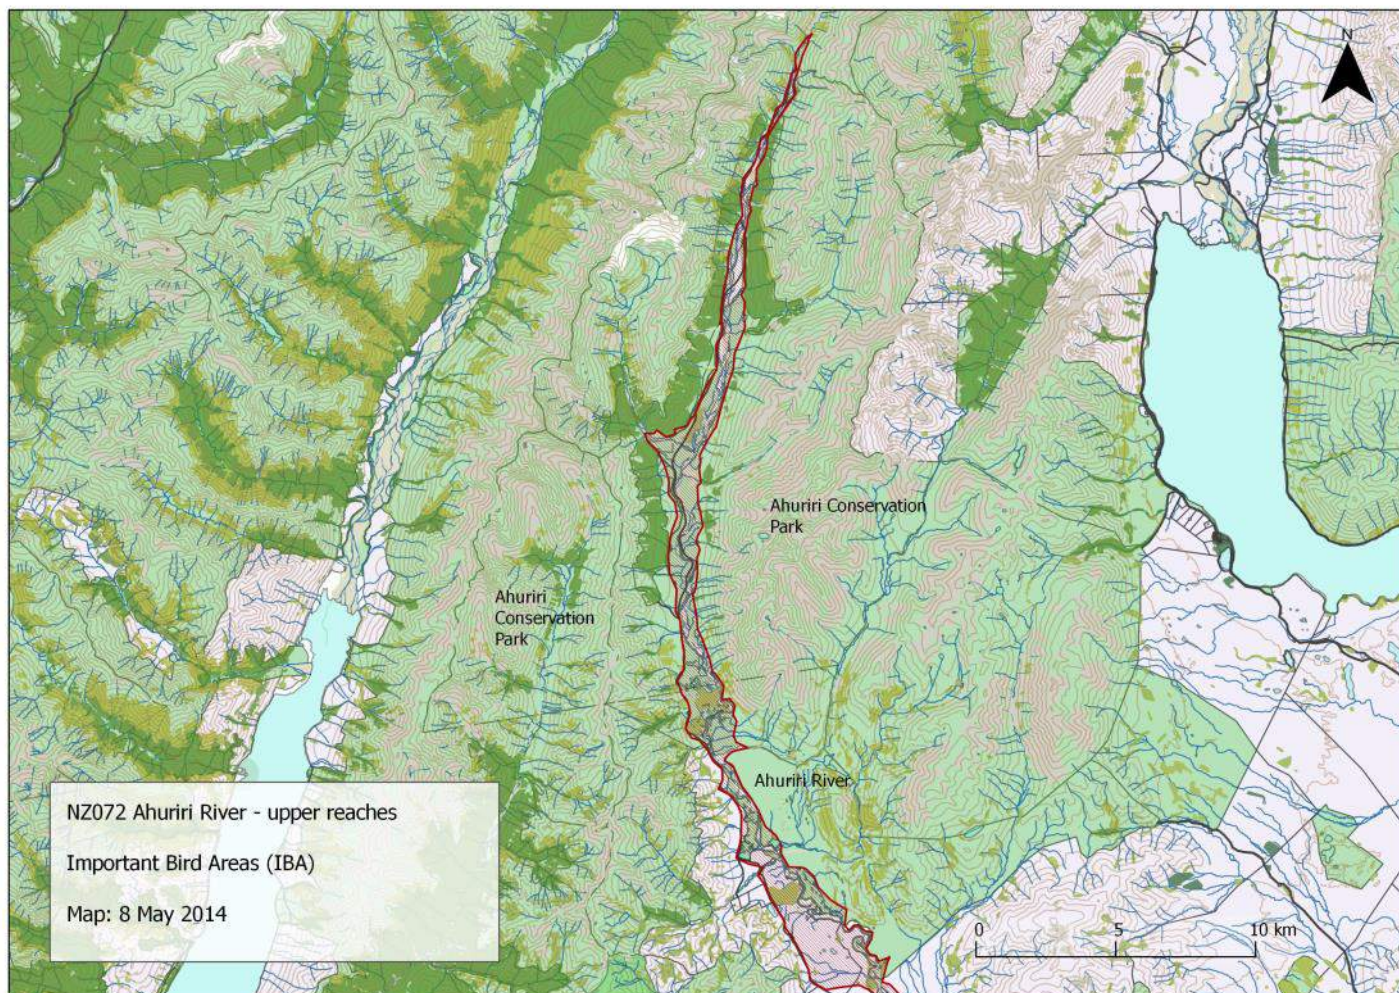 N
Ahuriri Conservation
Park
Ahuriri
Conservation
Park
Ahuriri River
NZ072 Ahuriri River - upper reaches
Important Bird Areas (IBA)
Map: 8 May 2014
0 5 10 km